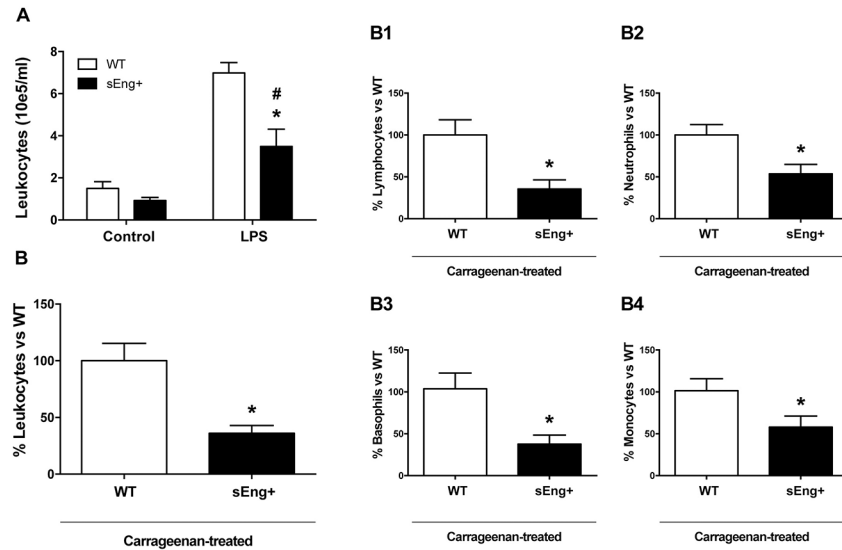 A
Leukocytes (10e5/ml)
8
6
4
2
0
WT
sEng+
#
*
Control
LPS
B1
% Lymphocytes vs WT
150
100
50
0
*
WT
sEng+
Carrageenan-treated
B2
% Neutrophils vs WT
150
100
50
0
*
WT
sEng+
Carrageenan-treated
B
% Leukocytes vs WT
150
100
50
0
*
WT
sEng+
Carrageenan-treated
B3
% Basophils vs WT
150
100
50
0
*
WT
sEng+
Carrageenan-treated
B4
% Monocytes vs WT
150
100
50
0
*
WT
sEng+
Carrageenan-treated